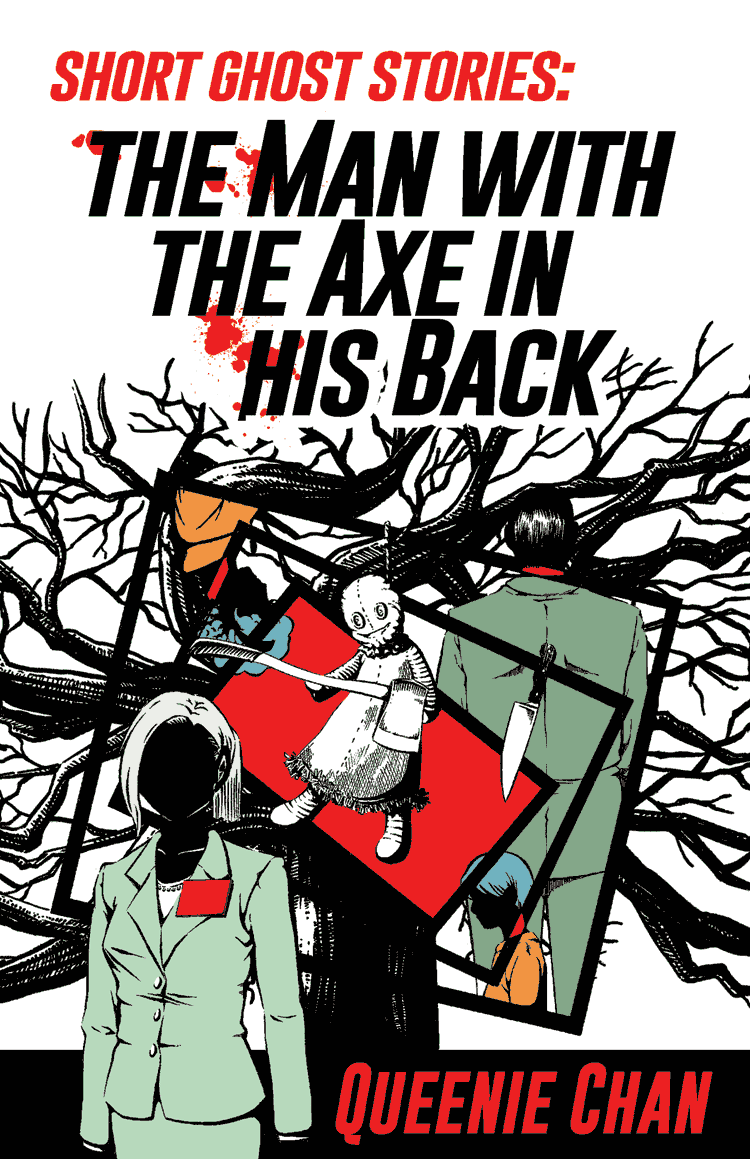 SHORT GHOST STORIES:
THE MAN WITH
THE AXE IN
HIS BACK
QUEENIE CHAN